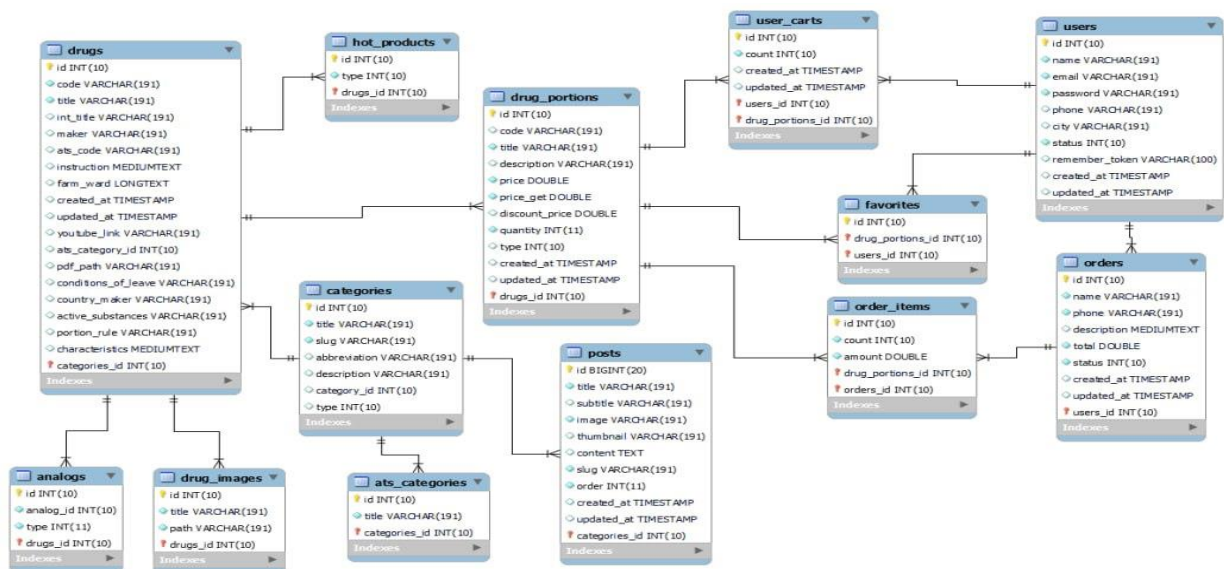 drugs
id INT(10)
code VARCHAR(191)
title VARCHAR(191)
int_title VARCHAR(191)
maker VARCHAR(191)
ats_code VARCHAR(191)
instruction MEDIUMTEXT
farm_ward LONGTEXT
created_at TIMESTAMP
updated_at TIMESTAMP
youtube_link VARCHAR(191)
ats_category_id INT(10)
pdf_path VARCHAR(191)
conditions_of_leave VARCHAR(191)
country_maker VARCHAR(191)
active_substances VARCHAR(191)
portion_rule VARCHAR(191)
characteristics MEDIUMTEXT
categories_id INT(10)
Indexes
hot_products
id INT(10)
type INT(10)
drugs_id INT(10)
Indexes
drug_portions
id INT(10)
code VARCHAR(191)
title VARCHAR(191)
description VARCHAR(191)
price DOUBLE
price_get DOUBLE
discount_price DOUBLE
quantity INT(11)
type INT(10)
created_at TIMESTAMP
updated_at TIMESTAMP
drugs_id INT(10)
Indexes
user_carts
id INT(10)
count INT(10)
created_at TIMESTAMP
updated_at TIMESTAMP
users_id INT(10)
drug_portions_id INT(10)
Indexes
users
id INT(10)
name VARCHAR(191)
email VARCHAR(191)
password VARCHAR(191)
phone VARCHAR(191)
city VARCHAR(191)
status INT(10)
remember_token VARCHAR(100)
created_at TIMESTAMP
updated_at TIMESTAMP
Indexes
favorites
id INT(10)
drug_portions_id INT(10)
users_id INT(10)
Indexes
orders
id INT(10)
name VARCHAR(191)
phone VARCHAR(191)
description MEDIUMTEXT
total DOUBLE
status INT(10)
created_at TIMESTAMP
updated_at TIMESTAMP
users_id INT(10)
Indexes
order_items
id INT(10)
count INT(10)
amount DOUBLE
drug_portions_id INT(10)
orders_id INT(10)
Indexes
categories
id INT(10)
title VARCHAR(191)
slug VARCHAR(191)
abbreviation VARCHAR(191)
description VARCHAR(191)
category_id INT(10)
type INT(10)
Indexes
posts
id BIGINT(20)
title VARCHAR(191)
subtitle VARCHAR(191)
image VARCHAR(191)
thumbnail VARCHAR(191)
content TEXT
slug VARCHAR(191)
order INT(11)
created_at TIMESTAMP
updated_at TIMESTAMP
categories_id INT(10)
Indexes
analogs
id INT(10)
analog_id INT(10)
type INT(11)
drugs_id INT(10)
Indexes
drug_images
id INT(10)
title VARCHAR(191)
path VARCHAR(191)
drugs_id INT(10)
Indexes
ats_categories
id INT(10)
title VARCHAR(191)
categories_id INT(10)
Indexes